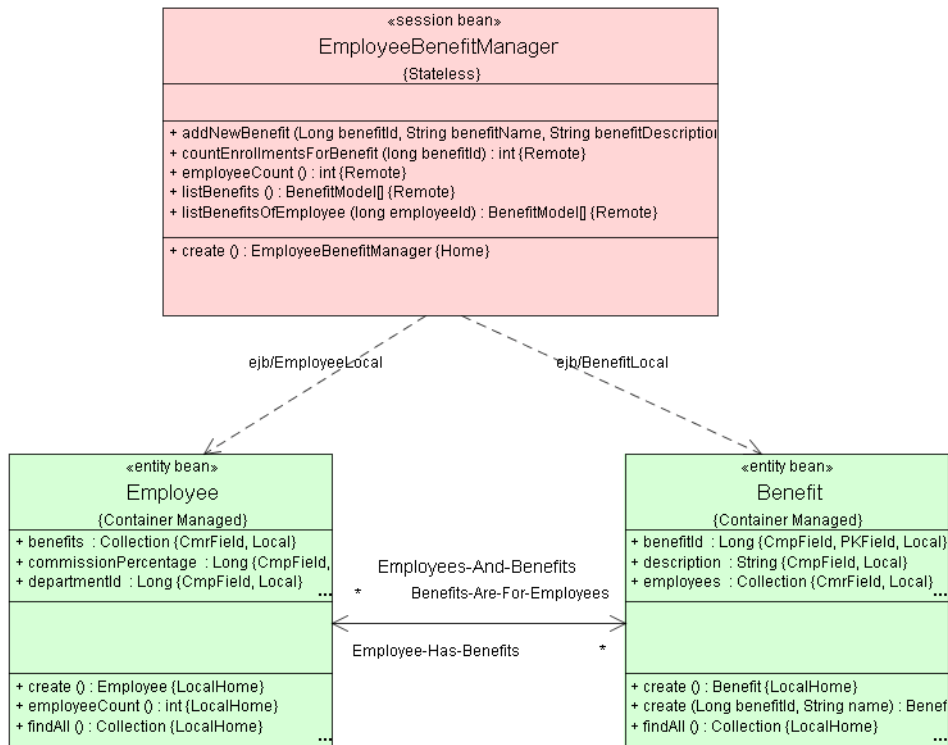 «session bean»
EmployeeBenefitManager
{Stateless}
+ addNewBenefit (Long benefitId, String benefitName, String benefitDescription
+ countEnrollmentsForBenefit (long benefitId) : int {Remote}
+ employeeCount () : int {Remote}
+ listBenefits () : BenefitModel[] {Remote}
+ listBenefitsOfEmployee (long employeeId) : BenefitModel[] {Remote}
+ create () : EmployeeBenefitManager {Home}
ejb/EmployeeLocal
ejb/BenefitLocal
«entity bean»
Employee
{Container Managed}
+ benefits : Collection {CmrField, Local}
+ commissionPercentage : Long {CmpField,
+ departmentId : Long {CmpField, Local}
...
+ create () : Employee {LocalHome}
+ employeeCount () : int {LocalHome}
+ findAll () : Collection {LocalHome}
...
Employees-And-Benefits
* Benefits-Are-For-Employees
Employee-Has-Benefits *
«entity bean»
Benefit
{Container Managed}
+ benefitId : Long {CmpField, PKField, Local}
+ description : String {CmpField, Local}
+ employees : Collection {CmrField, Local}
...
+ create () : Benefit {LocalHome}
+ create (Long benefitId, String name) : Benef
+ findAll () : Collection {LocalHome}
...